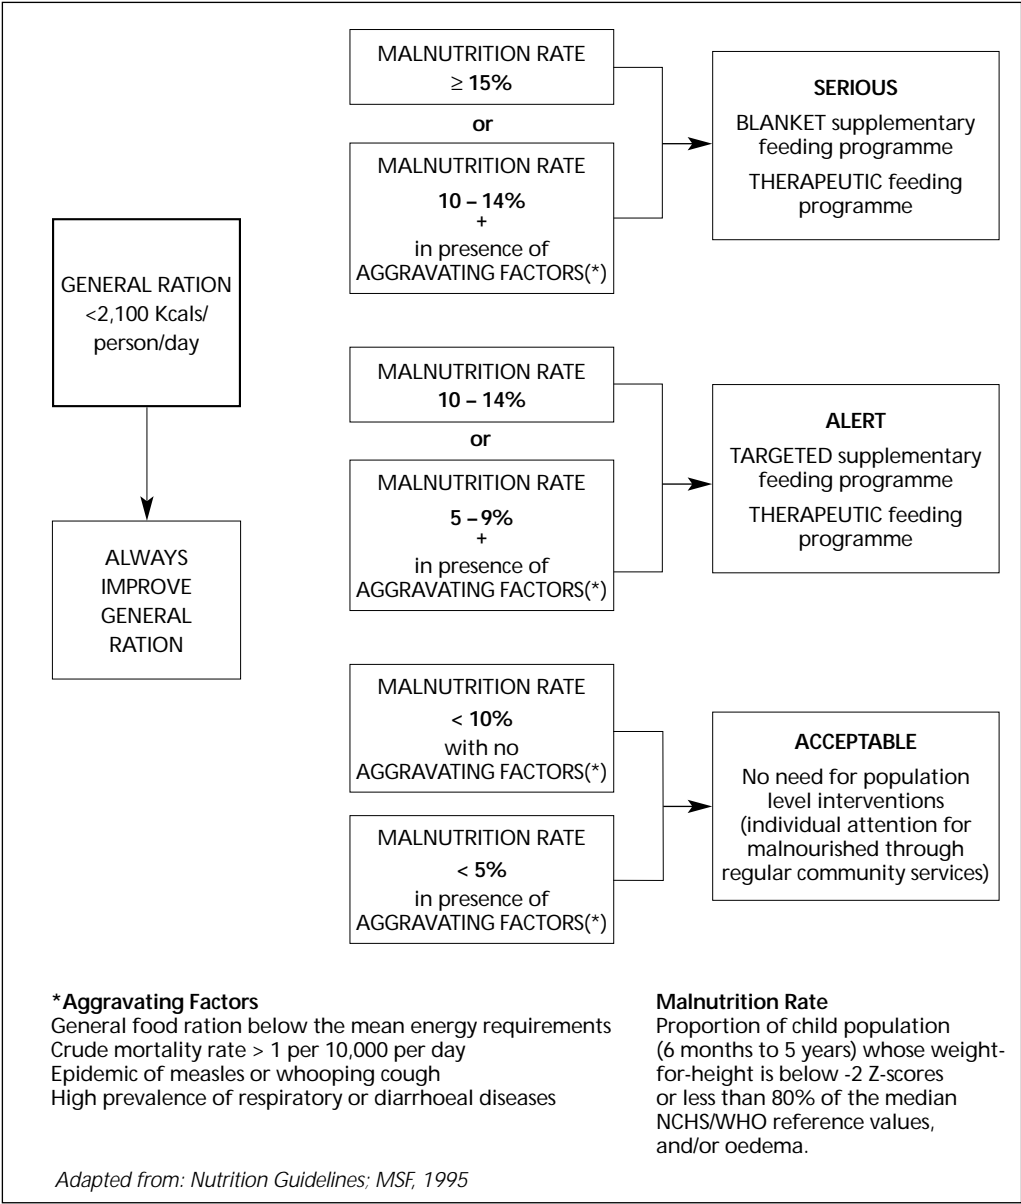 GENERAL RATION
<2,100 Kcals/
person/day
ALWAYS
IMPROVE
GENERAL
RATION
MALNUTRITION RATE
≥ 15%
or
MALNUTRITION RATE
10 – 14%
+
in presence of
AGGRAVATING FACTORS(*)
SERIOUS
BLANKET supplementary
feeding programme
THERAPEUTIC feeding
programme
MALNUTRITION RATE
10 – 14%
or
MALNUTRITION RATE
5 – 9%
+
in presence of
AGGRAVATING FACTORS(*)
ALERT
TARGETED supplementary
feeding programme
THERAPEUTIC feeding
programme
MALNUTRITION RATE
< 10%
with no
AGGRAVATING FACTORS(*)
MALNUTRITION RATE
< 5%
in presence of
AGGRAVATING FACTORS(*)
ACCEPTABLE
No need for population
level interventions
(individual attention for
malnourished through
regular community services)
*Aggravating Factors
General food ration below the mean energy requirements
Crude mortality rate > 1 per 10,000 per day
Epidemic of measles or whooping cough
High prevalence of respiratory or diarrhoeal diseases
Malnutrition Rate
Proportion of child population
(6 months to 5 years) whose weight-
for-height is below -2 Z-scores
or less than 80% of the median
NCHS/WHO reference values,
and/or oedema.
Adapted from: Nutrition Guidelines; MSF, 1995